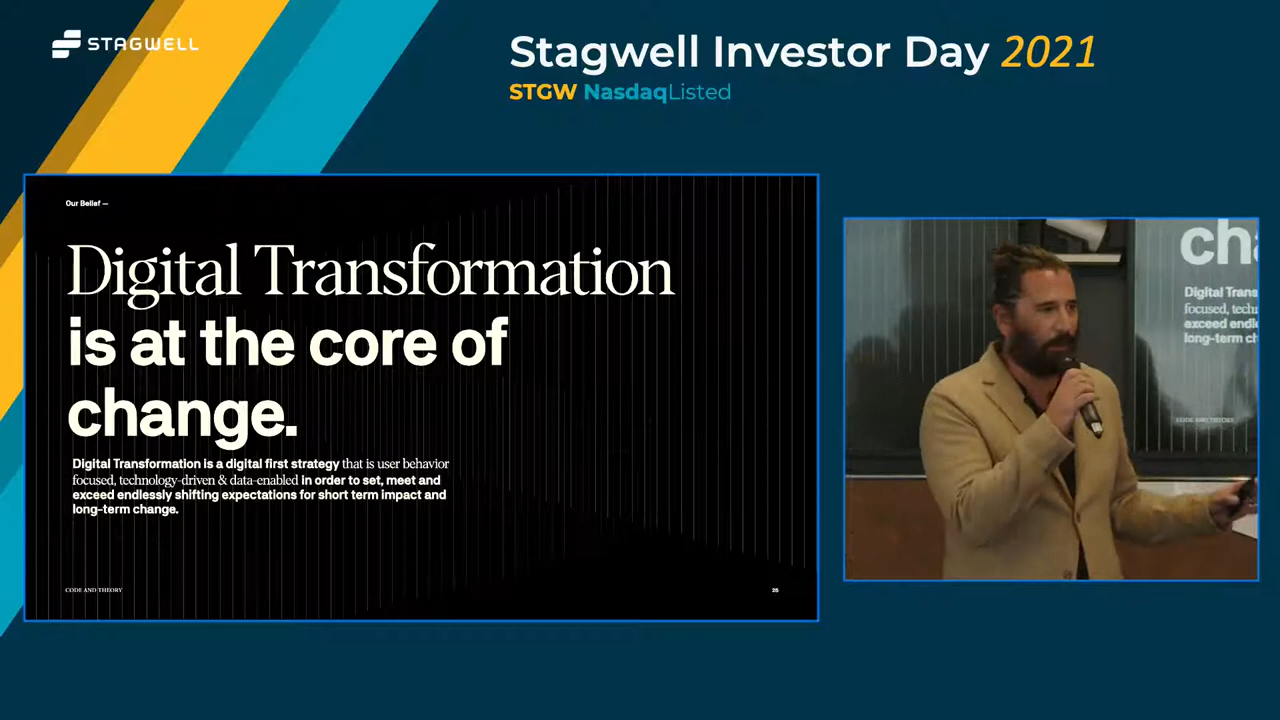 STAGWELL
Stagwell Investor Day 2021
STGW NasdaqListed
Our Belief —
Digital Transformation
is at the core of
change.
Digital Transformation is a digital first strategy that is user behavior
focused, technology-driven & data-enabled in order to set, meet and
exceed endlessly shifting expectations for short term impact and
long-term change.
CODE AND THEORY
25
cha
Digital Trans
focused, techn
exceed endle
long-term ch
CODE AND THEORY